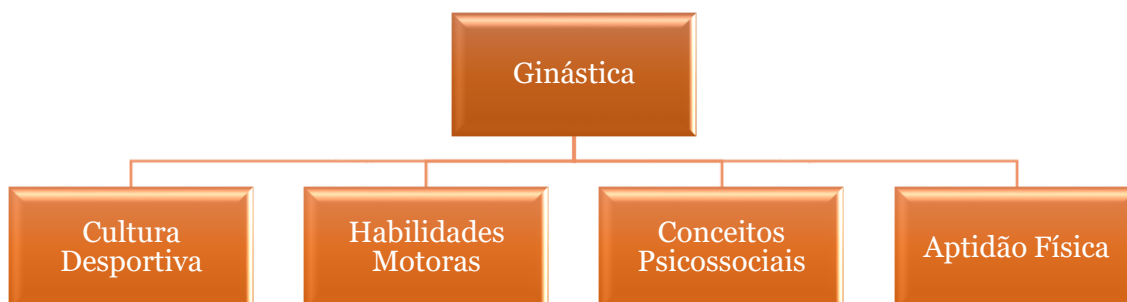 Ginástica
Cultura
Desportiva
Habilidades
Motoras
Conceitos
Psicossociais
Aptidão Física